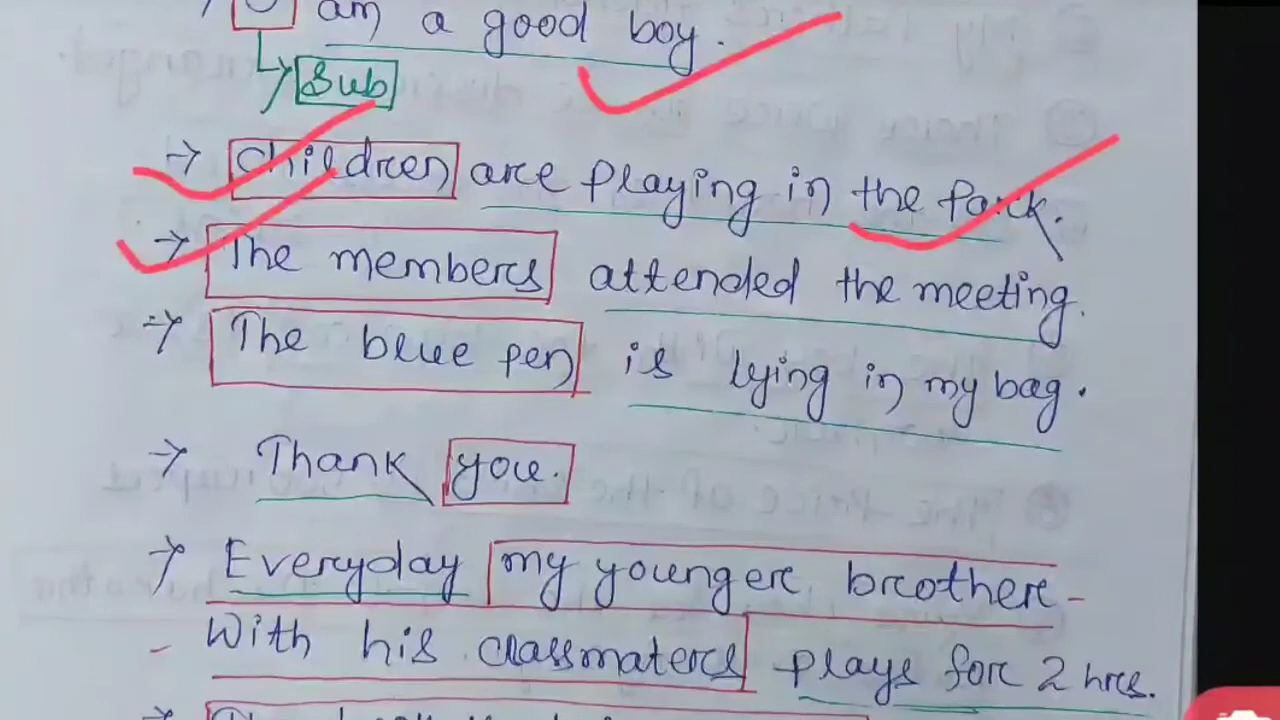 am a good boy.
Sub
→ Children are playing in the park.
→ The members attended the meeting.
→ The blue pen is lying in my bag.
→ Thank you.
→ Everyday my younger brother -
- With his classmaters plays for 2 hrs.